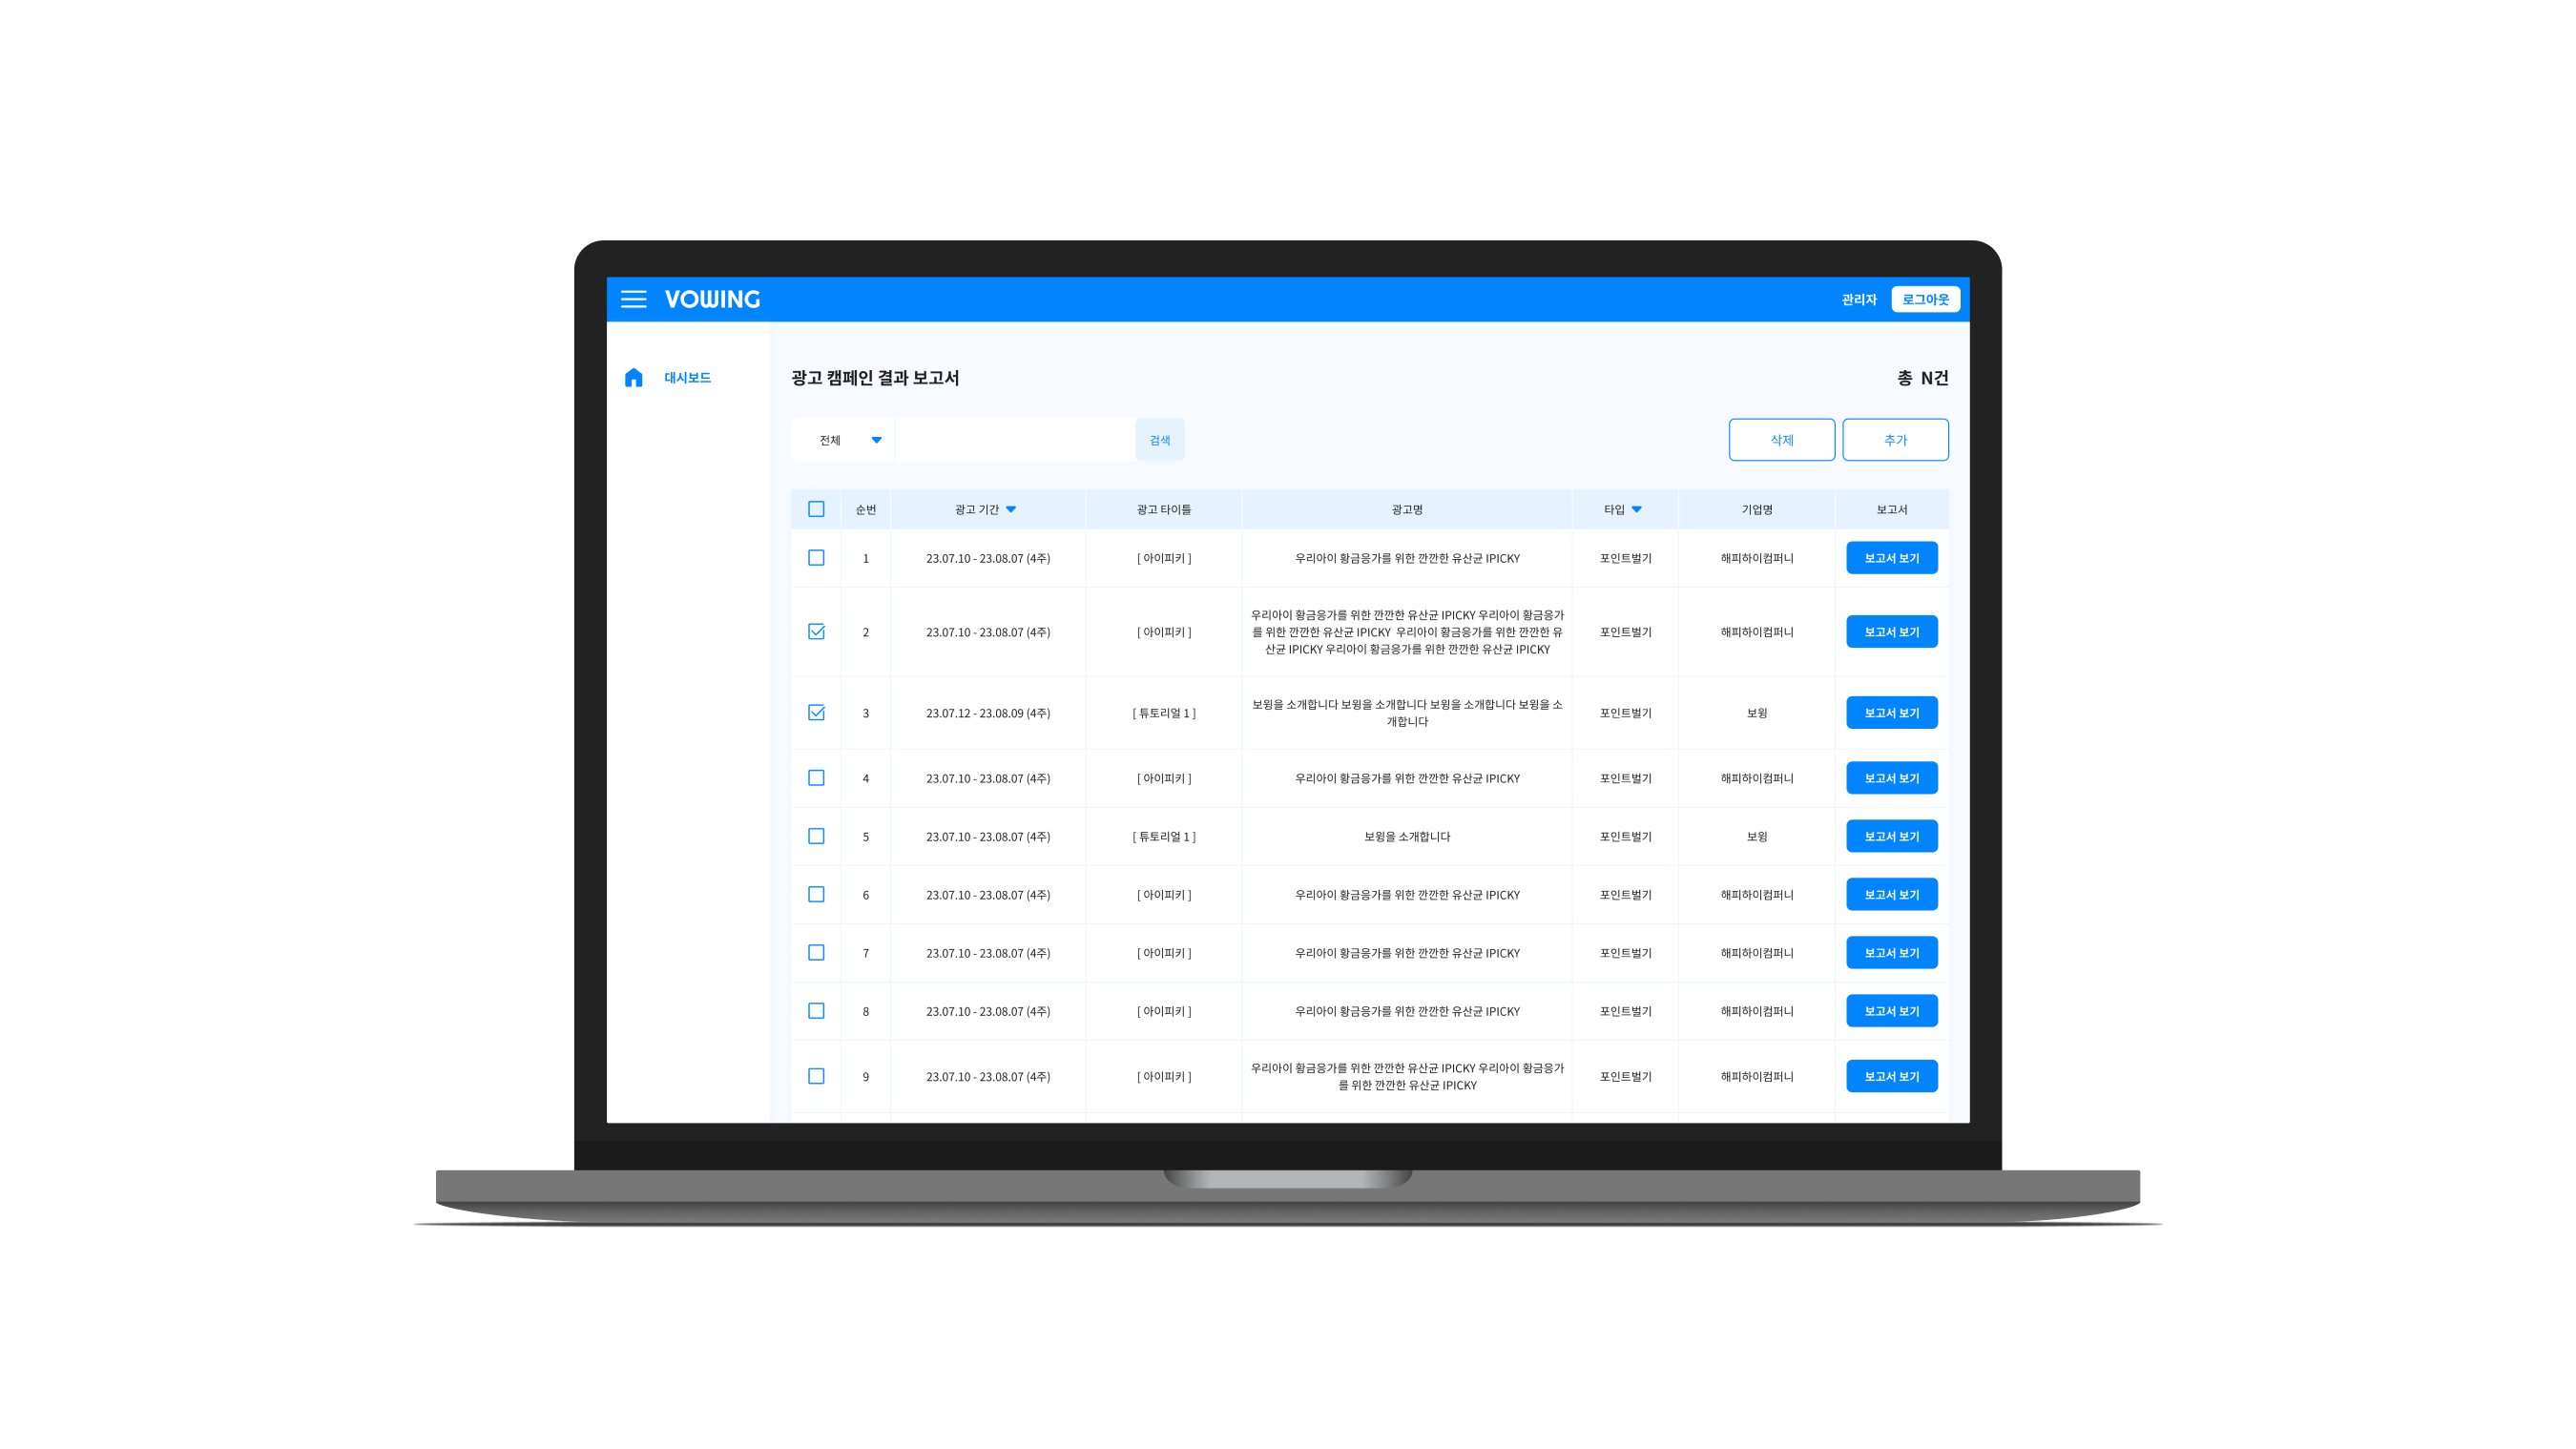 VOWING
관리자 로그아웃
대시보드
광고 캠페인 결과 보고서
총 N건
전체 검색 삭제 추가
순번 광고 기간 광고 타이틀 광고명 타입 기업명 보고서
1 23.07.10 - 23.08.07 (4주) [ 아이피키 ] 우리아이 황금응가를 위한 깐깐한 유산균 IPICKY 포인트벌기 해피하이컴퍼니 보고서 보기
우리아이 황금응가를 위한 깐깐한 유산균 IPICKY 우리아이 황금응가
2 23.07.10 - 23.08.07 (4주) [ 아이피키 ] 를 위한 깐깐한 유산균 IPICKY 우리아이 황금응가를 위한 깐깐한 유 포인트벌기 해피하이컴퍼니 보고서 보기
산균 IPICKY 우리아이 황금응가를 위한 깐깐한 유산균 IPICKY
3 23.07.12 - 23.08.09 (4주) [ 튜토리얼 1 ] 보윙을 소개합니다 보윙을 소개합니다 보윙을 소개합니다 보윙을 소 포인트벌기 보윙 보고서 보기
개합니다
4 23.07.10 - 23.08.07 (4주) [ 아이피키 ] 우리아이 황금응가를 위한 깐깐한 유산균 IPICKY 포인트벌기 해피하이컴퍼니 보고서 보기
5 23.07.10 - 23.08.07 (4주) [ 튜토리얼 1 ] 보윙을 소개합니다 포인트벌기 보윙 보고서 보기
6 23.07.10 - 23.08.07 (4주) [ 아이피키 ] 우리아이 황금응가를 위한 깐깐한 유산균 IPICKY 포인트벌기 해피하이컴퍼니 보고서 보기
7 23.07.10 - 23.08.07 (4주) [ 아이피키 ] 우리아이 황금응가를 위한 깐깐한 유산균 IPICKY 포인트벌기 해피하이컴퍼니 보고서 보기
8 23.07.10 - 23.08.07 (4주) [ 아이피키 ] 우리아이 황금응가를 위한 깐깐한 유산균 IPICKY 포인트벌기 해피하이컴퍼니 보고서 보기
9 23.07.10 - 23.08.07 (4주) [ 아이피키 ] 우리아이 황금응가를 위한 깐깐한 유산균 IPICKY 우리아이 황금응가 포인트벌기 해피하이컴퍼니 보고서 보기
를 위한 깐깐한 유산균 IPICKY